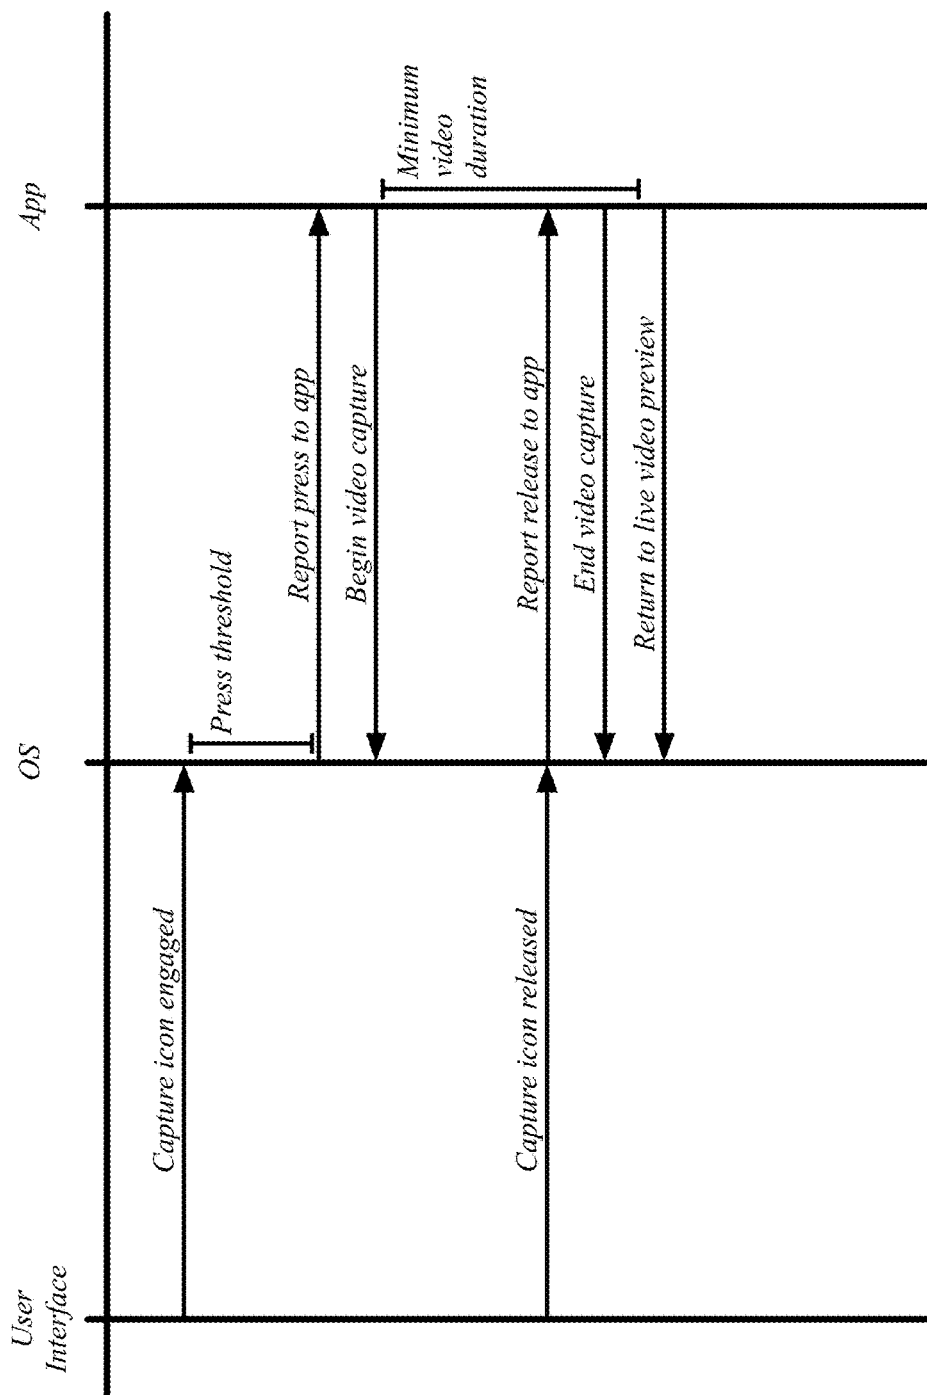 User
Interface
OS
App
Capture icon engaged
Press threshold
Report press to app
Begin video capture
Minimum
video
duration
Capture icon released
Report release to app
End video capture
Return to live video preview